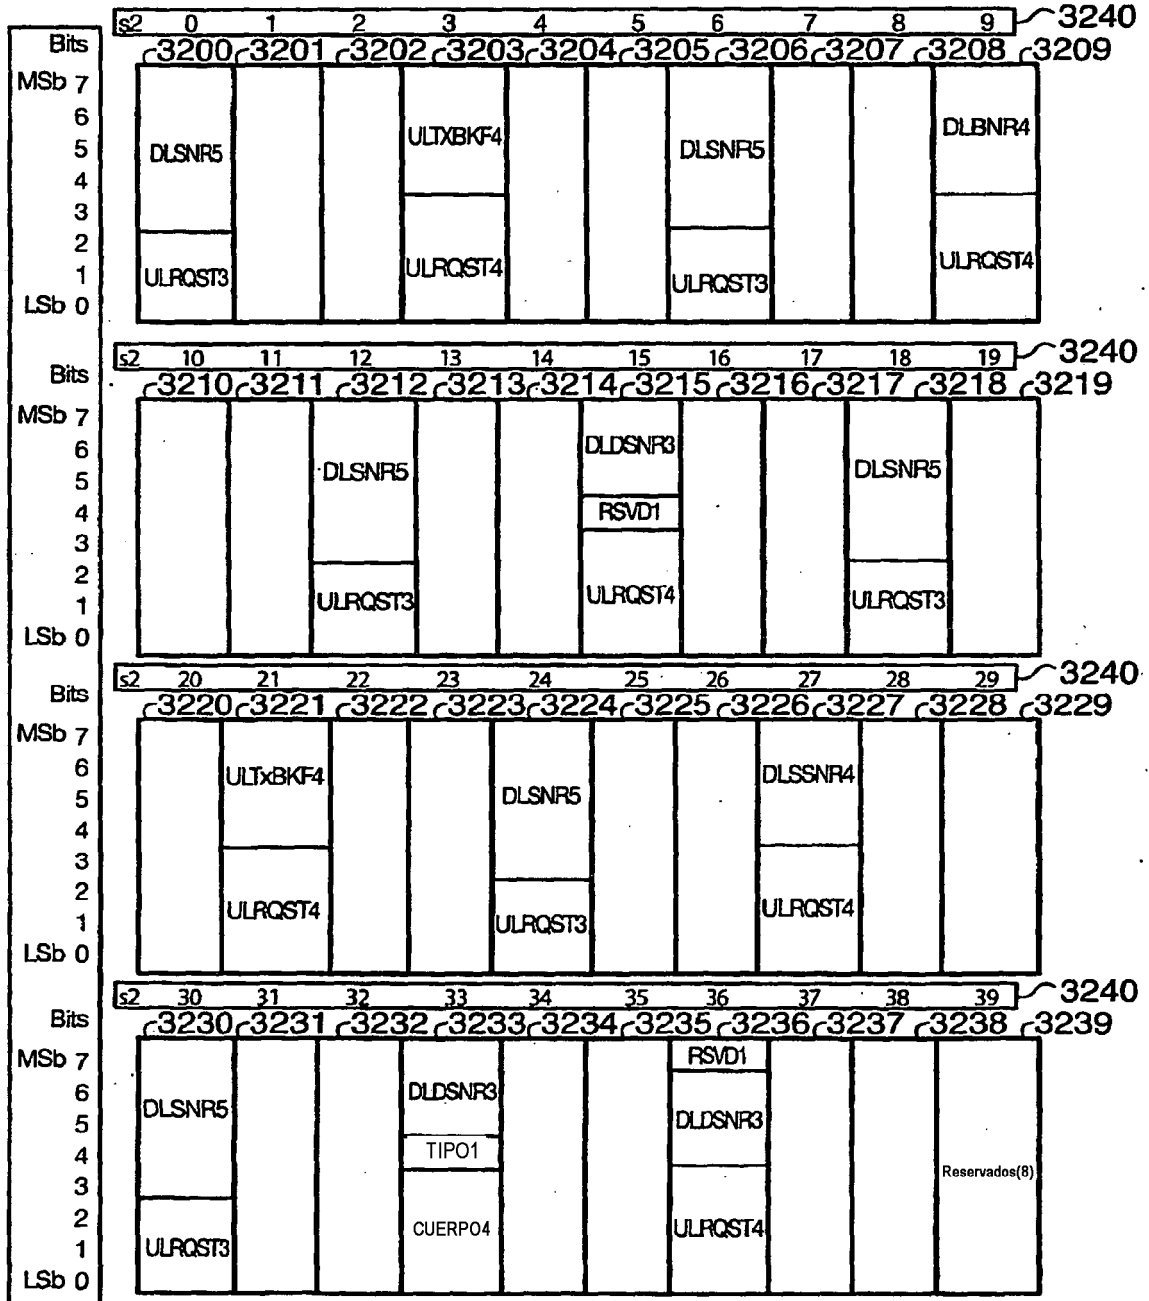 s2 0 1 2 3 4 5 6 7 8 9 3240
Bits 3200 3201 3202 3203 3204 3205 3206 3207 3208 3209
MSb 7
6
5
4
3
2
1
LSb 0
DLSNR5
ULRQST3
ULTXBKF4
ULRQST4
DLSNR5
ULRQST3
DLBNR4
ULRQST4
s2 10 11 12 13 14 15 16 17 18 19 3240
Bits 3210 3211 3212 3213 3214 3215 3216 3217 3218 3219
MSb 7
6
5
4
3
2
1
LSb 0
DLSNR5
ULRQST3
DLDSNR3
RSVD1
ULRQST4
DLSNR5
ULRQST3
s2 20 21 22 23 24 25 26 27 28 29 3240
Bits 3220 3221 3222 3223 3224 3225 3226 3227 3228 3229
MSb 7
6
5
4
3
2
1
LSb 0
ULTxBKF4
ULRQST4
DLSNR5
ULRQST3
DLSSNR4
ULRQST4
s2 30 31 32 33 34 35 36 37 38 39 3240
Bits 3230 3231 3232 3233 3234 3235 3236 3237 3238 3239
MSb 7
6
5
4
3
2
1
LSb 0
DLSNR5
ULRQST3
DLDSNR3
TIPO1
CUERPO4
RSVD1
DLDSNR3
ULRQST4
Reservados(8)